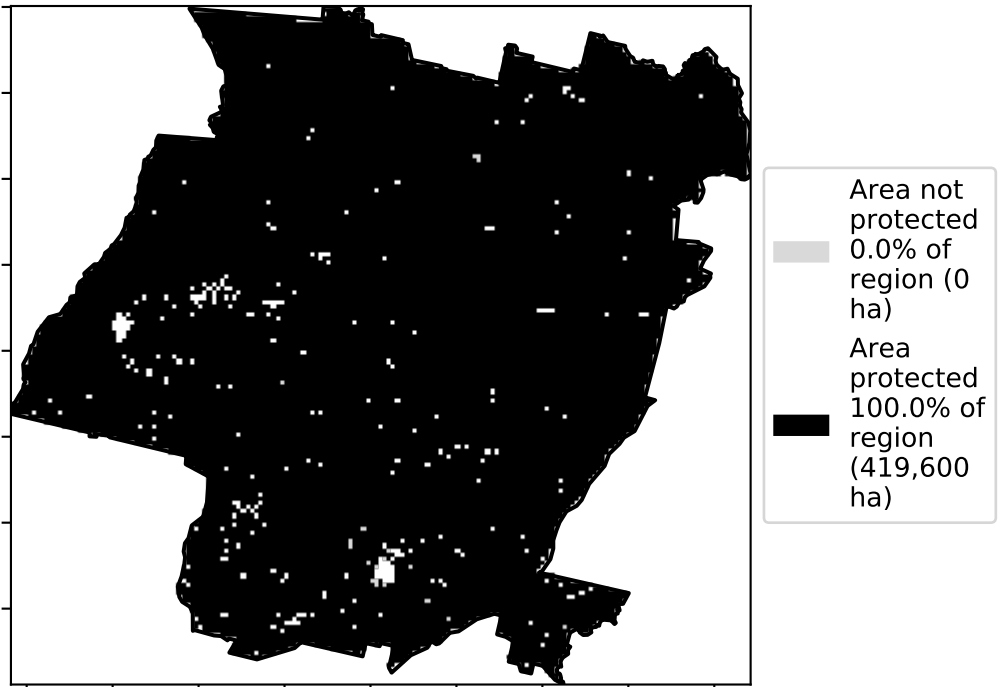 Area not
protected
0.0% of
region (0
ha)
Area
protected
100.0% of
region
(419,600
ha)